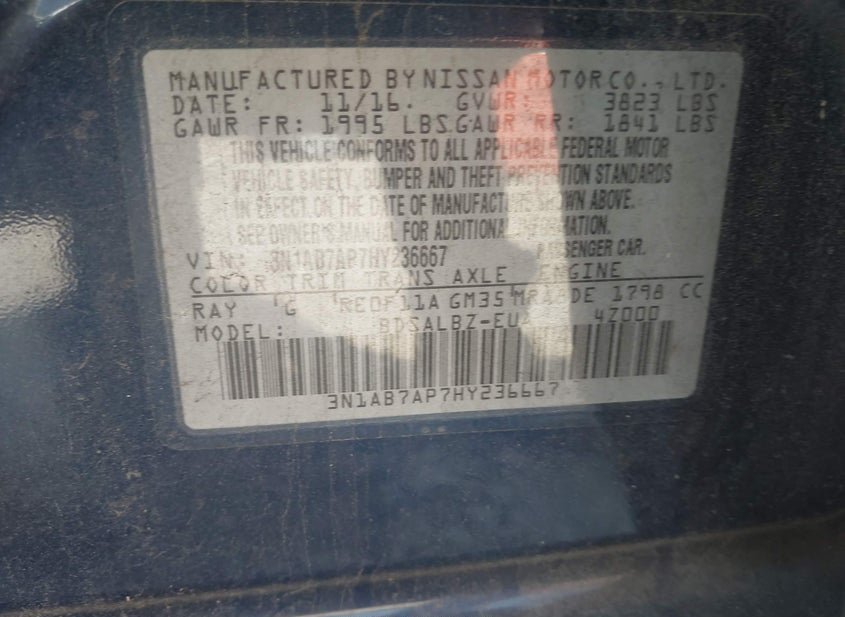 MANUFACTURED BY NISSAN MOTOR CO., LTD.
DATE: 11/16. GVWR: 3823 LBS
GAWR FR: 1995 LBS. GAWR RR: 1841 LBS
THIS VEHICLE CONFORMS TO ALL APPLICABLE FEDERAL MOTOR
VEHICLE SAFETY, BUMPER AND THEFT PREVENTION STANDARDS
IN EFFECT ON THE DATE OF MANUFACTURE SHOWN ABOVE.
SEE OWNER'S MANUAL FOR ADDITIONAL INFORMATION.
VIN: 3N1AB7AP7HY236667 PASSENGER CAR.
COLOR TRIM TRANS AXLE ENGINE
RAY G RE0F11A GM35 MRA8DE 1798 CC
MODEL: BDSALBZ-EUA 4Z000
3N1AB7AP7HY236667